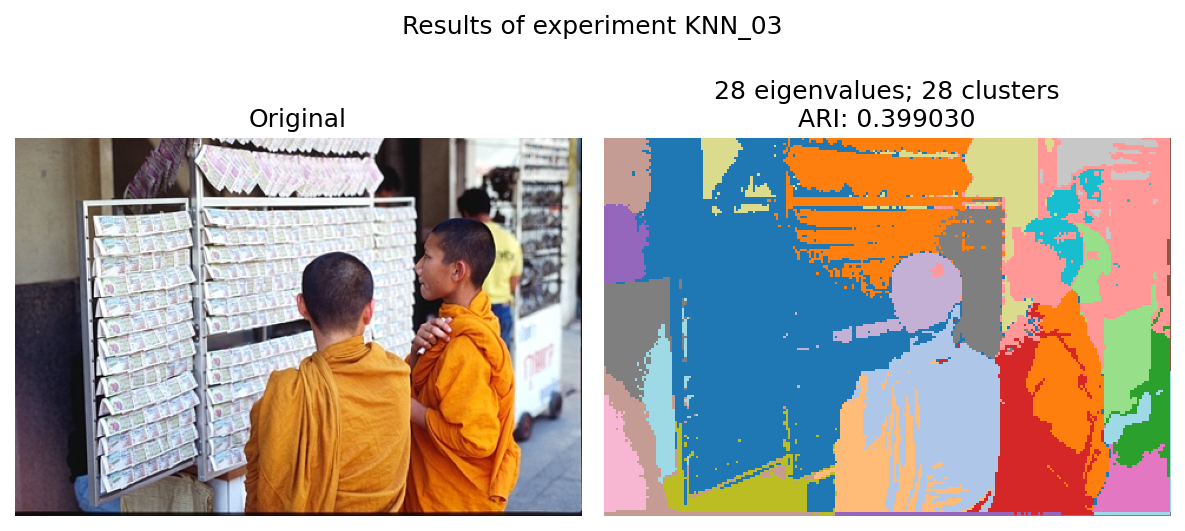 Results of experiment KNN_03
Original
28 eigenvalues; 28 clusters
ARI: 0.399030